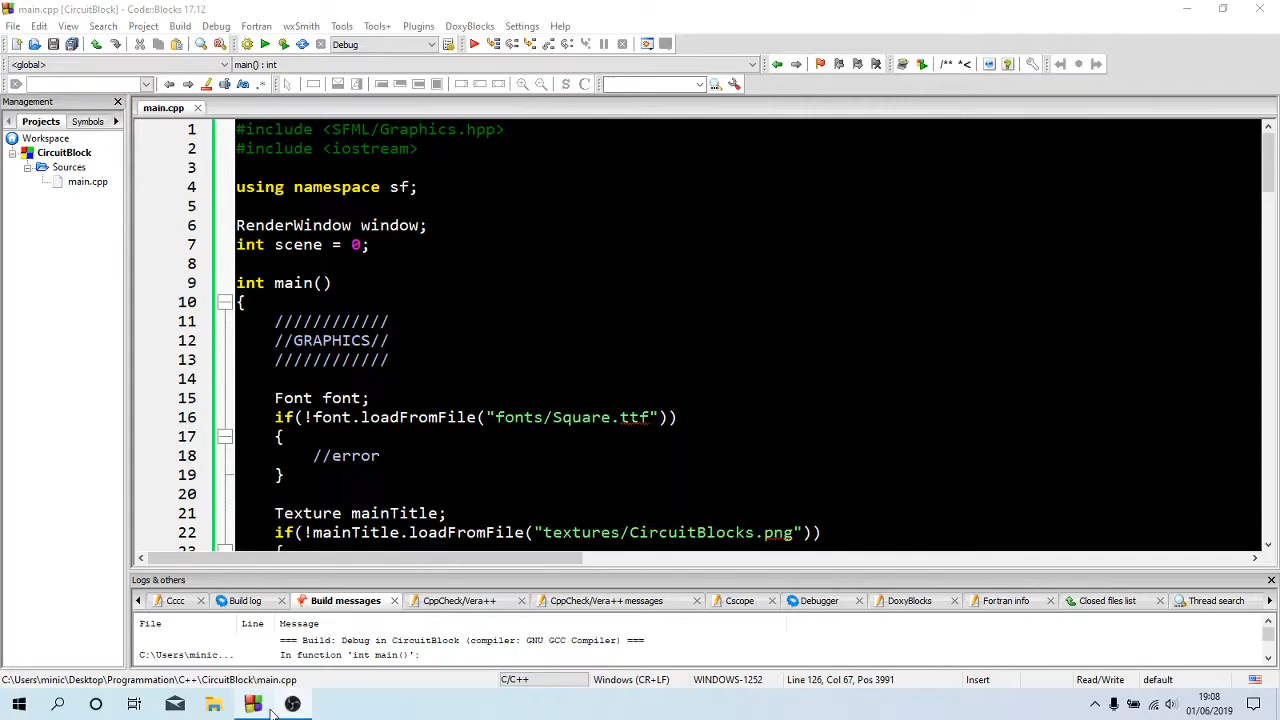 main.cpp [CircuitBlock] - Code::Blocks 17.12
File Edit View Search Project Build Debug Fortran wxSmith Tools Tools+ Plugins DoxyBlocks Settings Help
Debug
<global> main() : int /** *<
.* S C
Management
Projects Symbols
main.cpp
Workspace
CircuitBlock
Sources
main.cpp
1 #include <SFML/Graphics.hpp>
2 #include <iostream>
3
4 using namespace sf;
5
6 RenderWindow window;
7 int scene = 0;
8
9 int main()
10 {
11 ////////////
12 //GRAPHICS//
13 ////////////
14
15 Font font;
16 if(!font.loadFromFile("fonts/Square.ttf"))
17 {
18 //error
19 }
20
21 Texture mainTitle;
22 if(!mainTitle.loadFromFile("textures/CircuitBlocks.png"))
23 {
Logs & others
Cccc Build log Build messages CppCheck/Vera++ CppCheck/Vera++ messages Cscope Debugger DoxyBlocks Fortran info Closed files list Thread search
File Line Message
=== Build: Debug in CircuitBlock (compiler: GNU GCC Compiler) ===
C:\Users\minic... In function 'int main()':
C:\Users\minic\Desktop\Programmation\C++\CircuitBlock\main.cpp C/C++ Windows (CR+LF) WINDOWS-1252 Line 126, Col 67, Pos 3991 Insert Read/Write default
19:08
01/06/2019